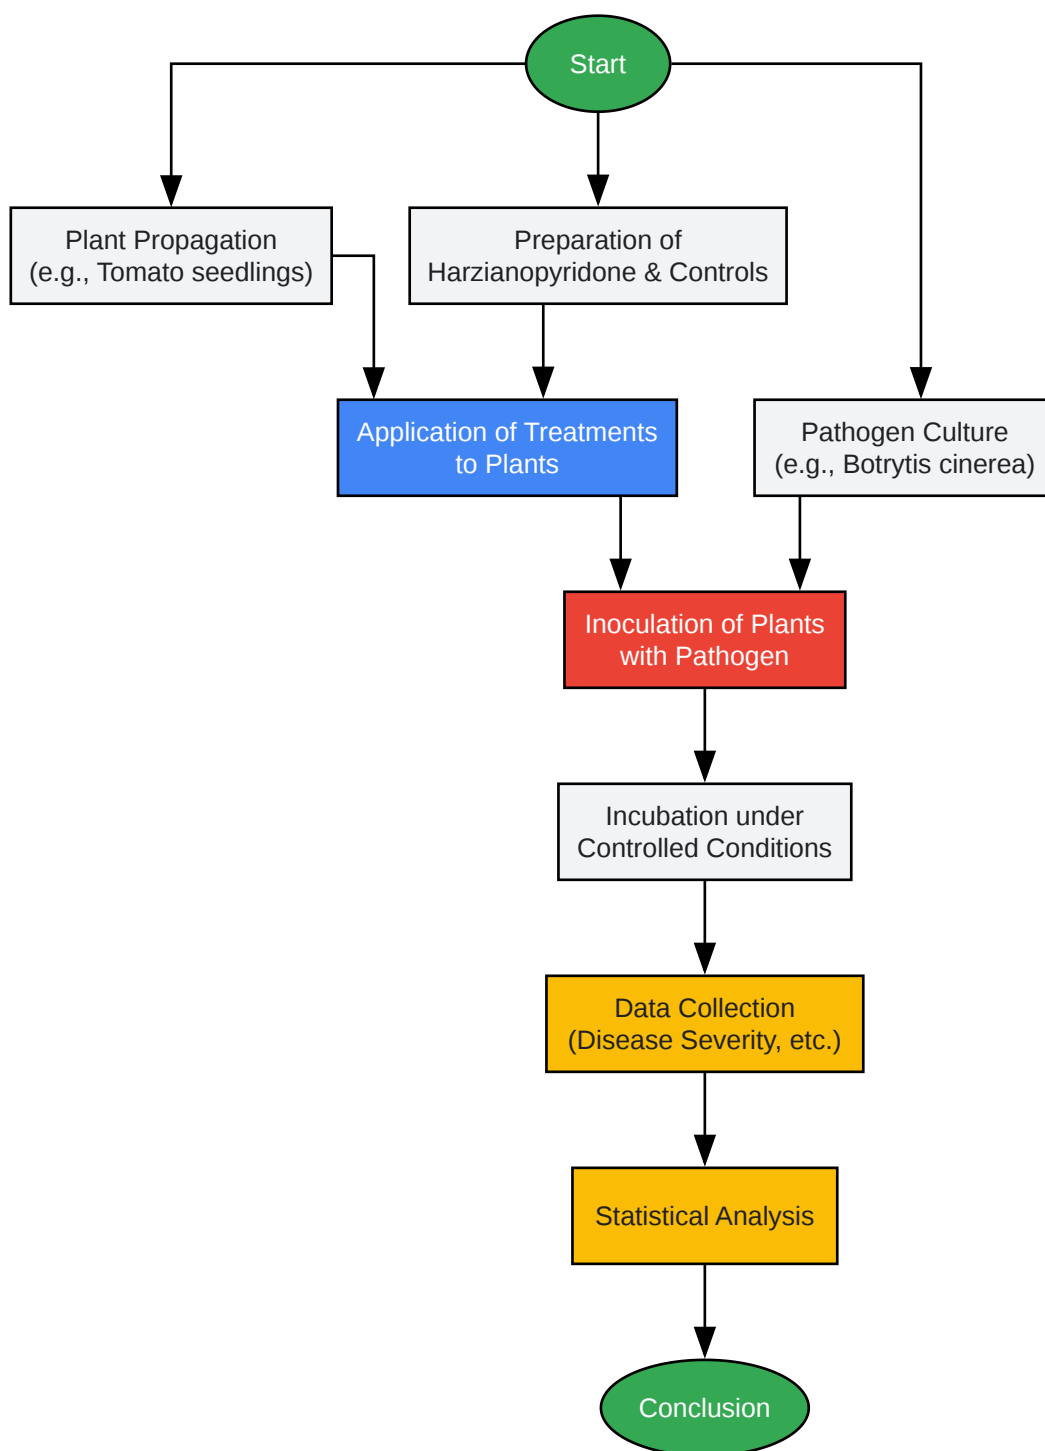 Start
Plant Propagation
(e.g., Tomato seedlings)
Preparation of
Harzianopyridone & Controls
Application of Treatments
to Plants
Pathogen Culture
(e.g., Botrytis cinerea)
Inoculation of Plants
with Pathogen
Incubation under
Controlled Conditions
Data Collection
(Disease Severity, etc.)
Statistical Analysis
Conclusion